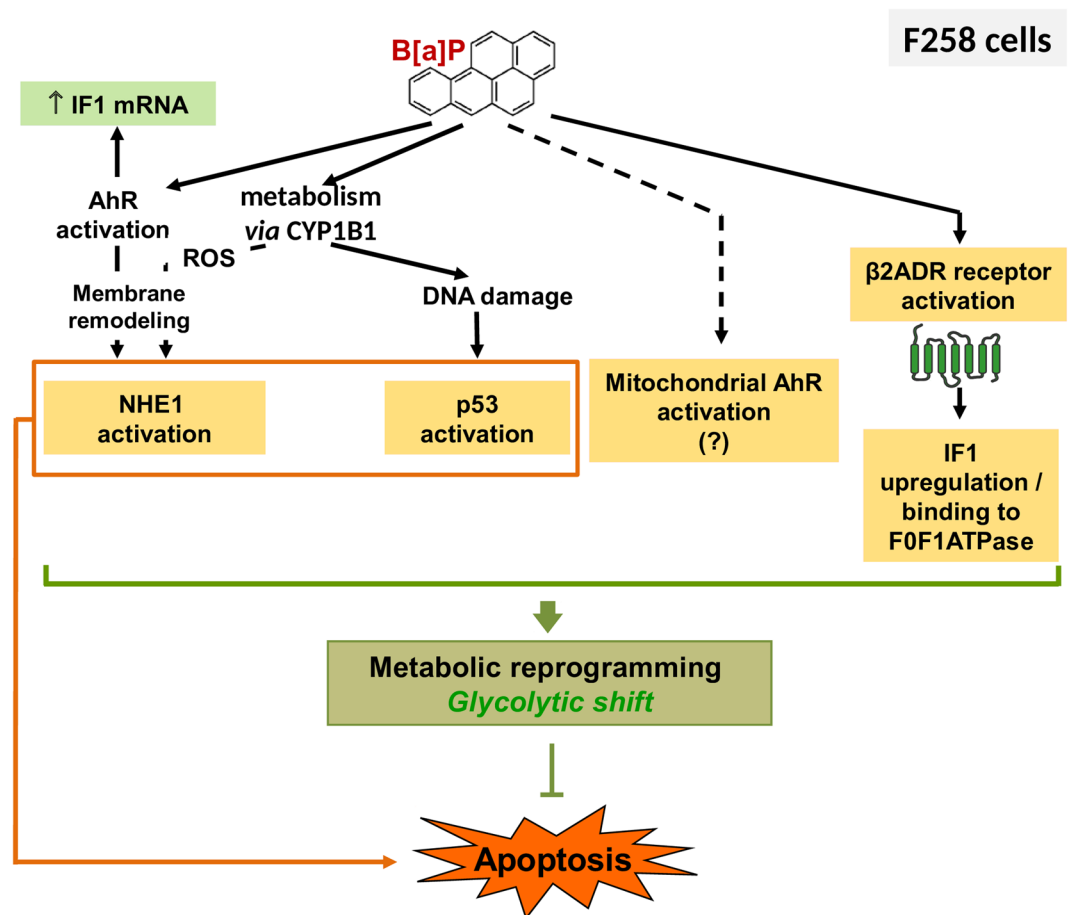 F258 cells
B[a]P
↑ IF1 mRNA
AhR
activation
metabolism
via CYP1B1
ROS
Membrane
remodeling
DNA damage
β2ADR receptor
activation
NHE1
activation
p53
activation
Mitochondrial AhR
activation
(?)
IF1
upregulation /
binding to
F0F1ATPase
Metabolic reprogramming
Glycolytic shift
Apoptosis